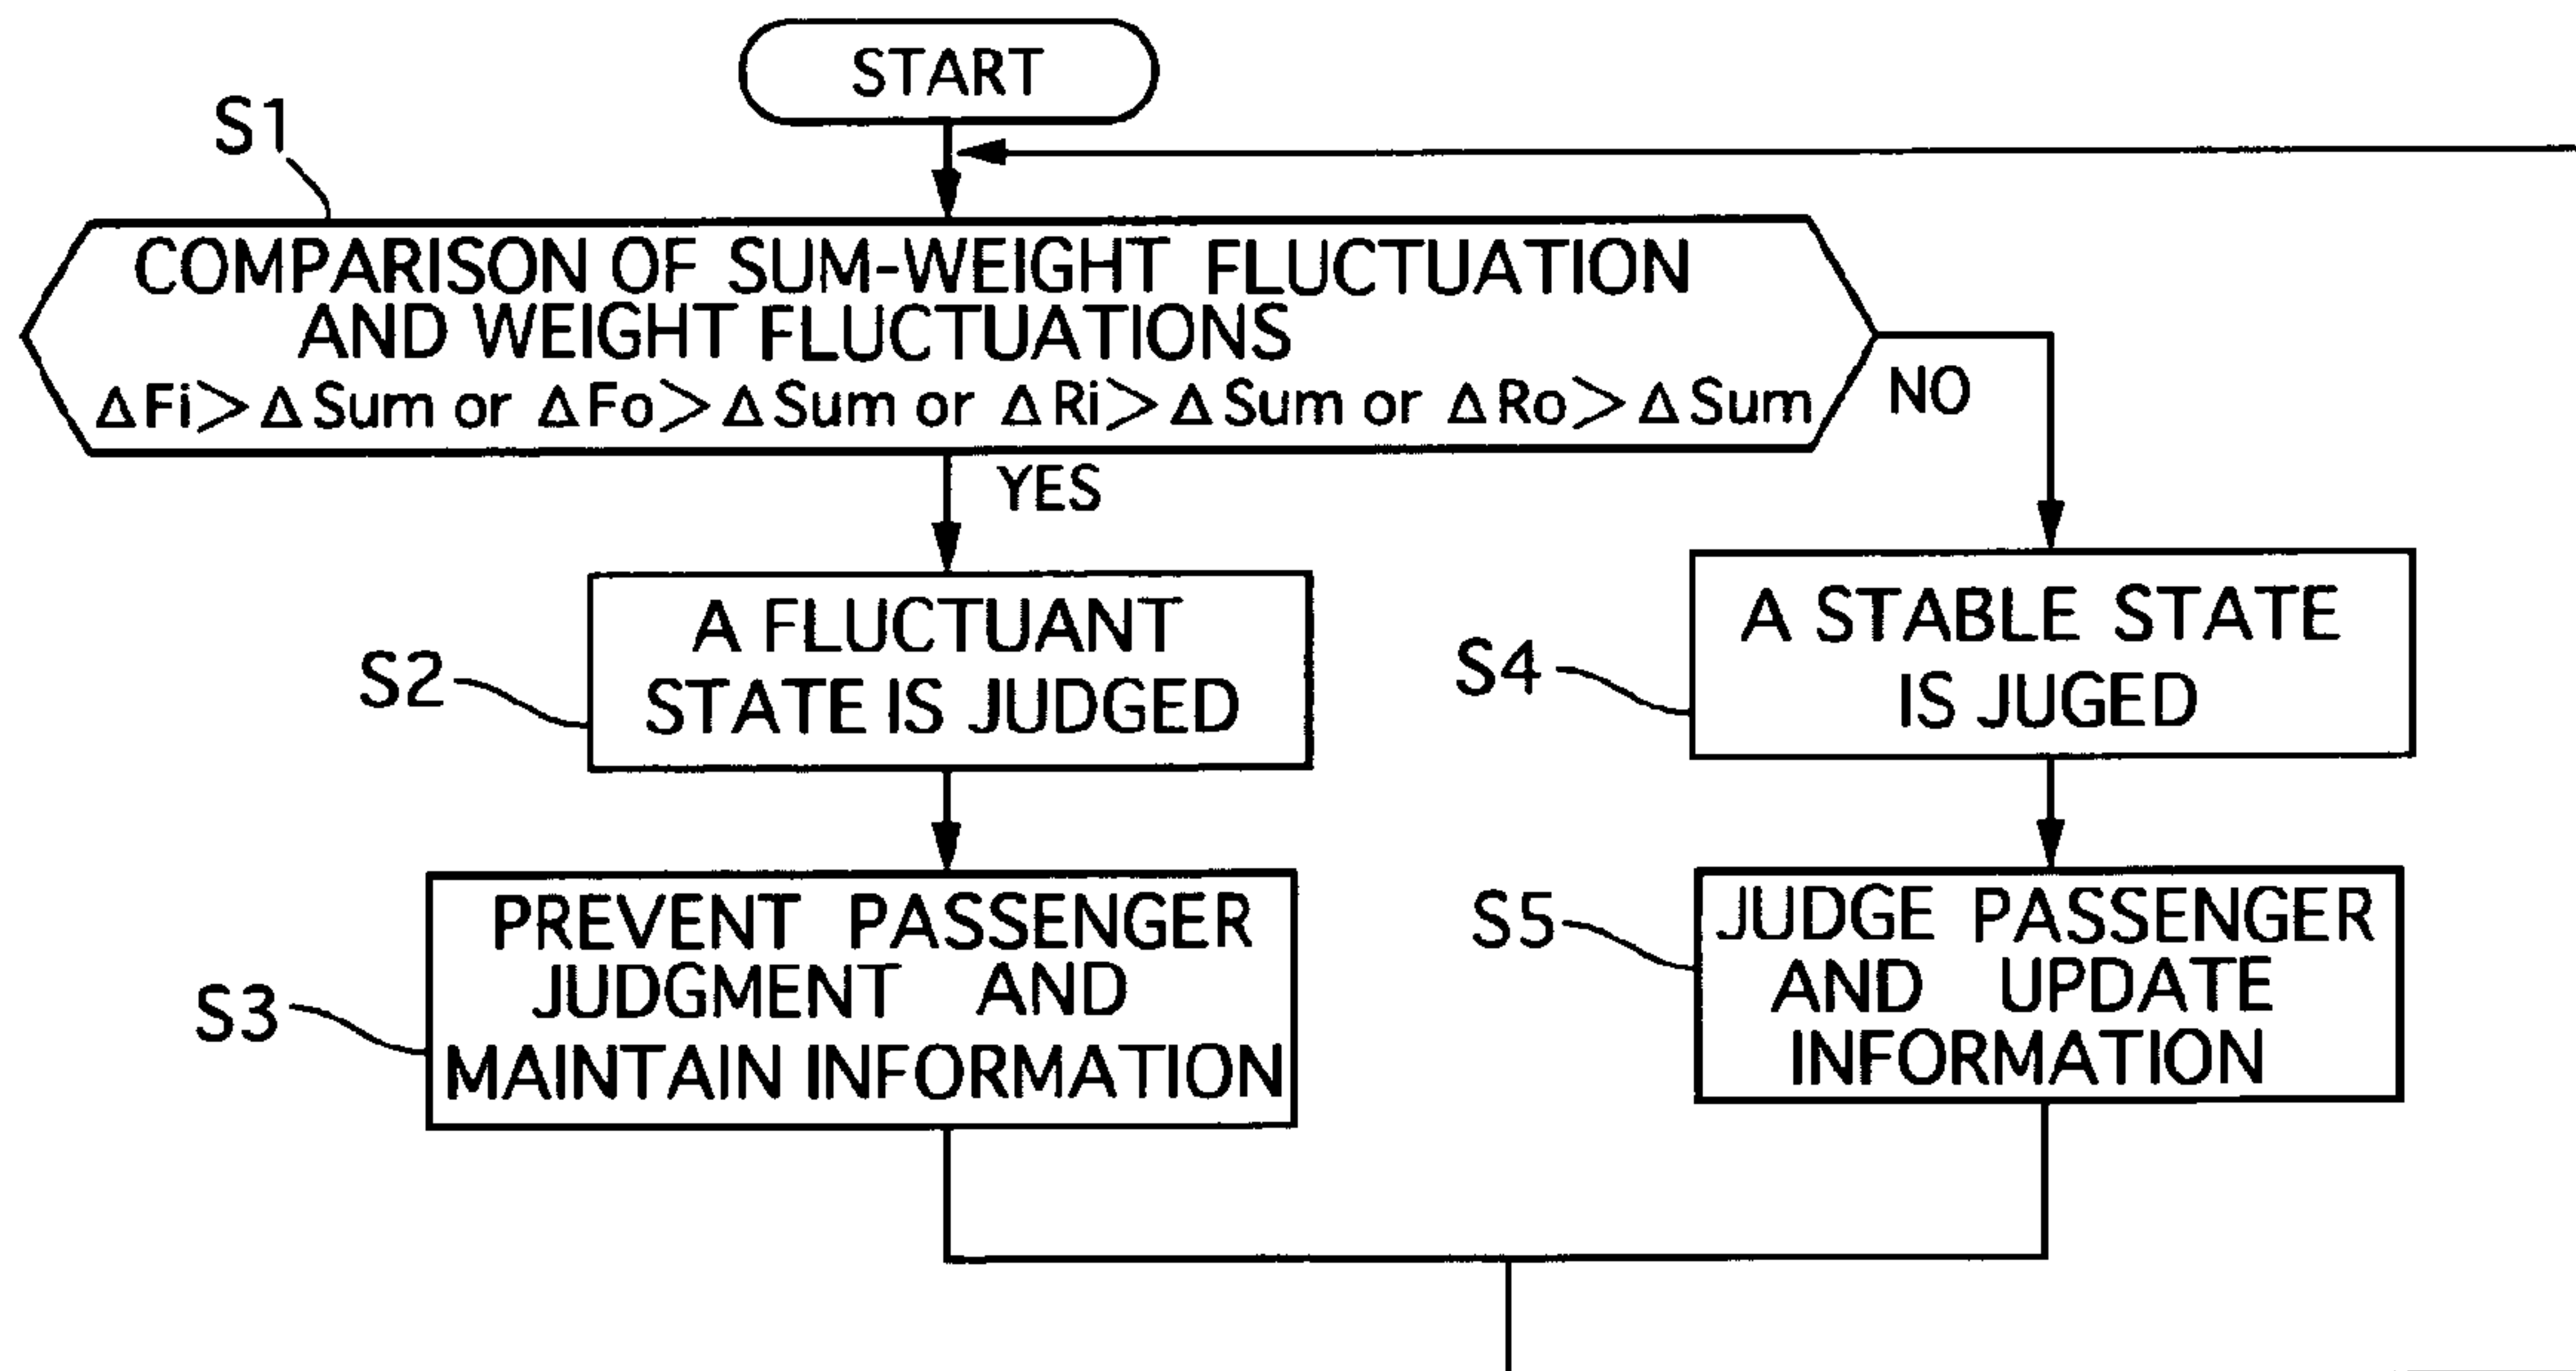 START
S1
COMPARISON OF SUM-WEIGHT FLUCTUATION
AND WEIGHT FLUCTUATIONS
ΔFi>ΔSum or ΔFo>ΔSum or ΔRi>ΔSum or ΔRo>ΔSum
NO
YES
S2
A FLUCTUANT
STATE IS JUDGED
S4
A STABLE STATE
IS JUGED
S3
PREVENT PASSENGER
JUDGMENT AND
MAINTAIN INFORMATION
S5
JUDGE PASSENGER
AND UPDATE
INFORMATION